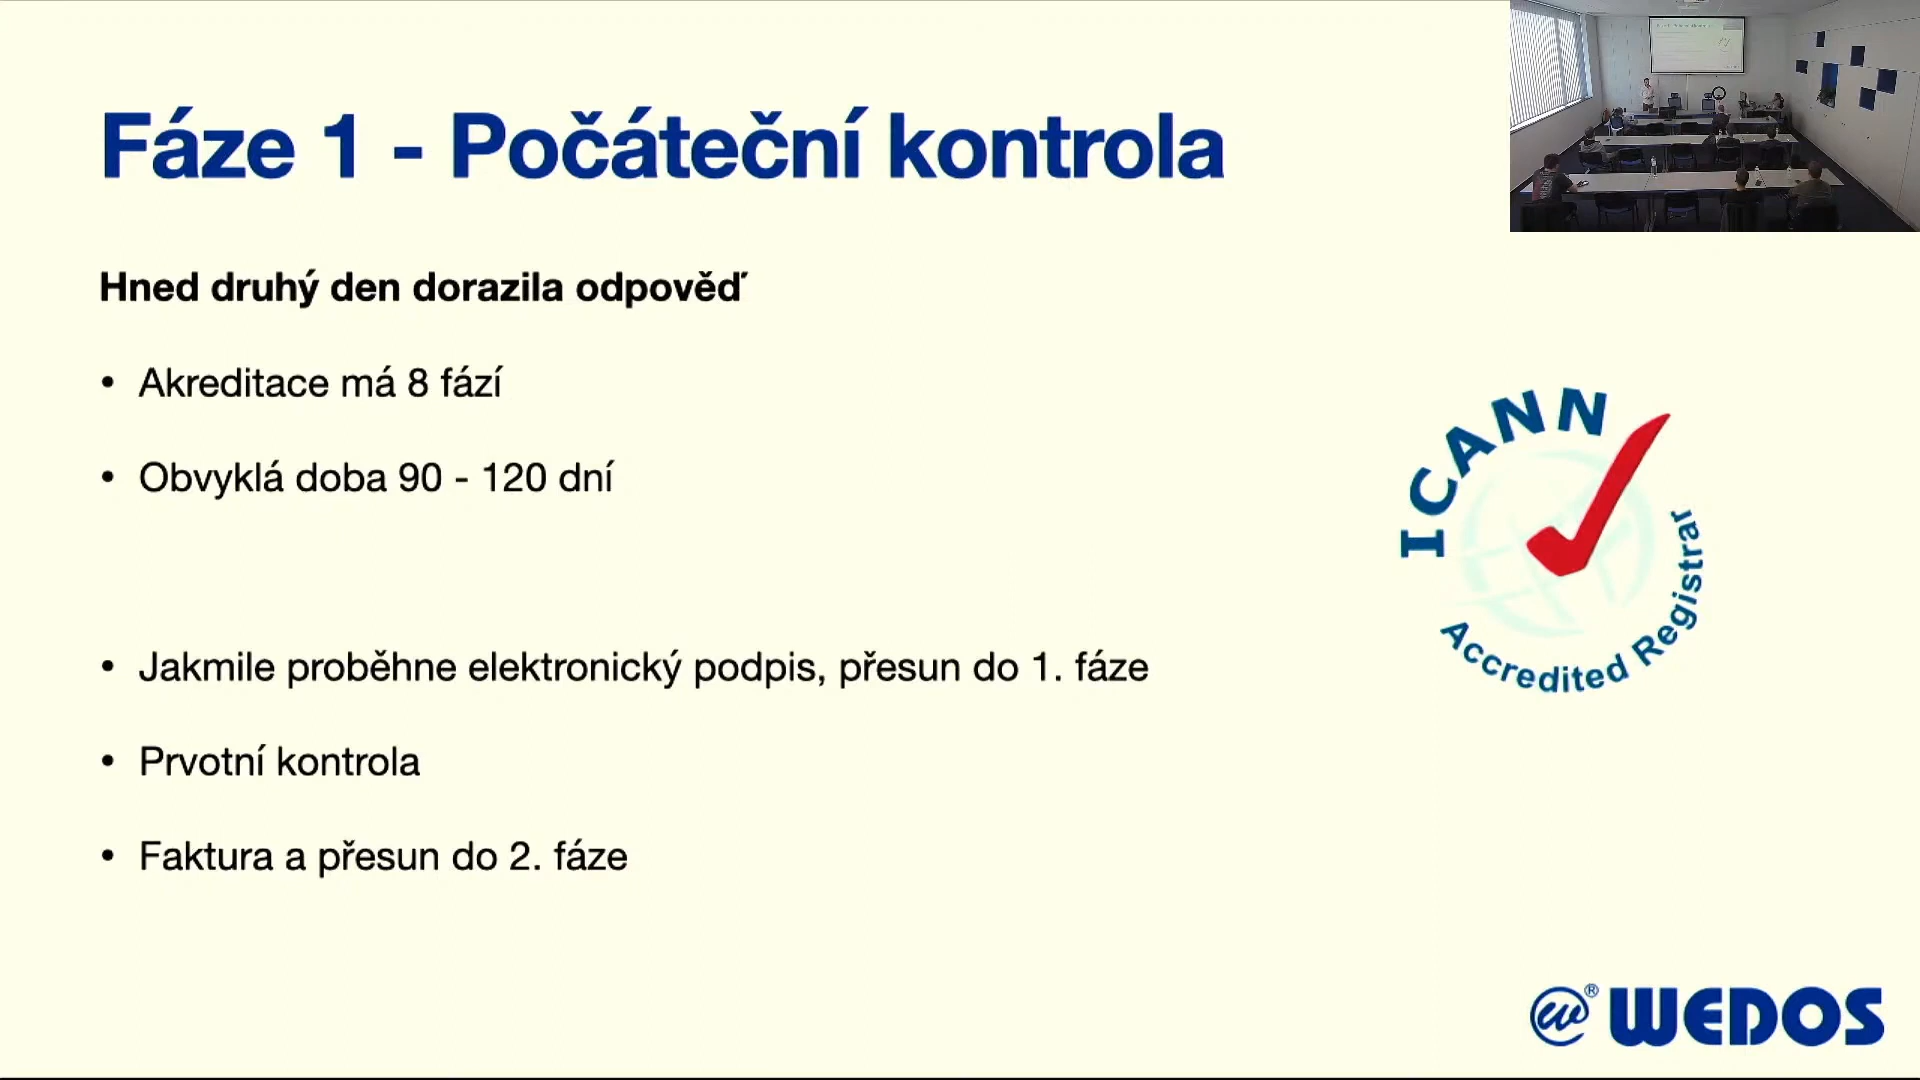 Fáze 1 - Počáteční kontrola
Hned druhý den dorazila odpověď
• Akreditace má 8 fází
• Obvyklá doba 90 - 120 dní
• Jakmile proběhne elektronický podpis, přesun do 1. fáze
• Prvotní kontrola
• Faktura a přesun do 2. fáze
ICANN
Accredited Registrar
w® WEDOS